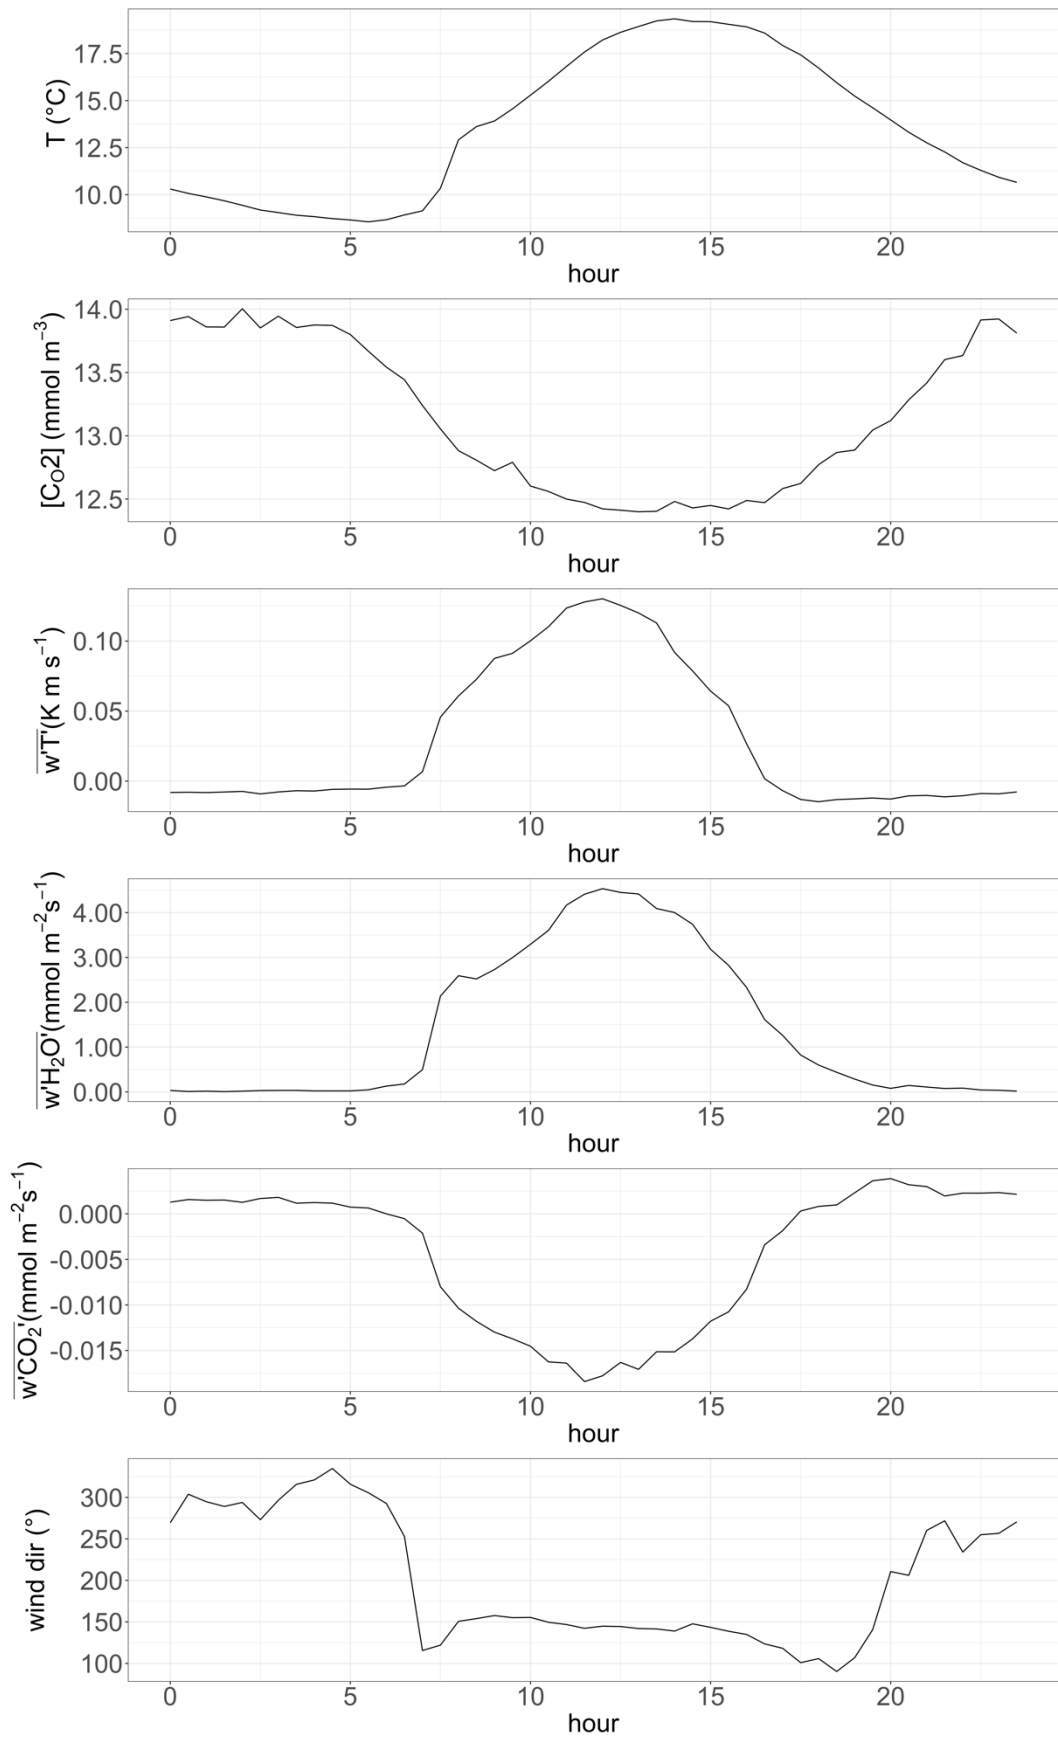 T (°C)
17.5
15.0
12.5
10.0
0 5 10 15 20
hour
[C_O2] (mmol m⁻³)
14.0
13.5
13.0
12.5
0 5 10 15 20
hour
w'T'(K m s⁻¹)
0.10
0.05
0.00
0 5 10 15 20
hour
w'H₂O'(mmol m⁻²s⁻¹)
4.00
3.00
2.00
1.00
0.00
0 5 10 15 20
hour
w'CO₂'(mmol m⁻²s⁻¹)
0.000
-0.005
-0.010
-0.015
0 5 10 15 20
hour
wind dir (°)
300
250
200
150
100
0 5 10 15 20
hour